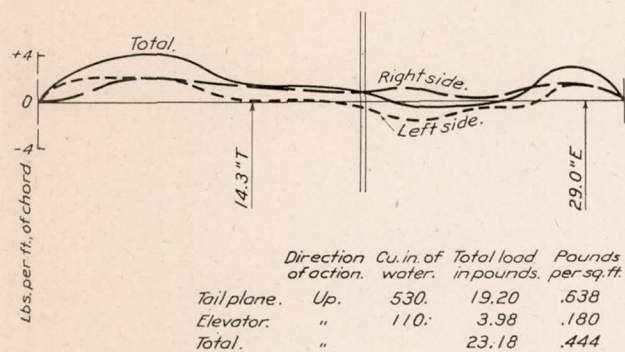 Total.
+4
Right side.
0
Left side.
-4
14.3"T
29.0"E
Lbs. per ft., of chord.
Direction of action. Cu. in. of water. Total load in pounds. Pounds per sq. ft.
Tail plane. Up. 530. 19.20 .638
Elevator. " 110. 3.98 .180
Total. " 23.18 .444